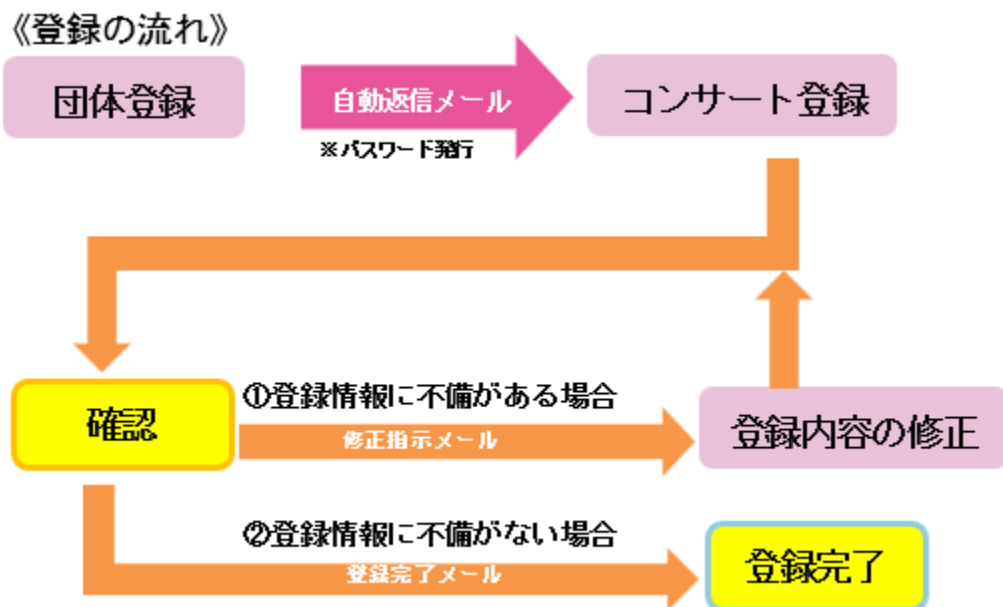 《登録の流れ》
団体登録
自動返信メール
※パスワード発行
コンサート登録
確認
①登録情報に不備がある場合
修正指示メール
登録内容の修正
②登録情報に不備がない場合
登録完了メール
登録完了